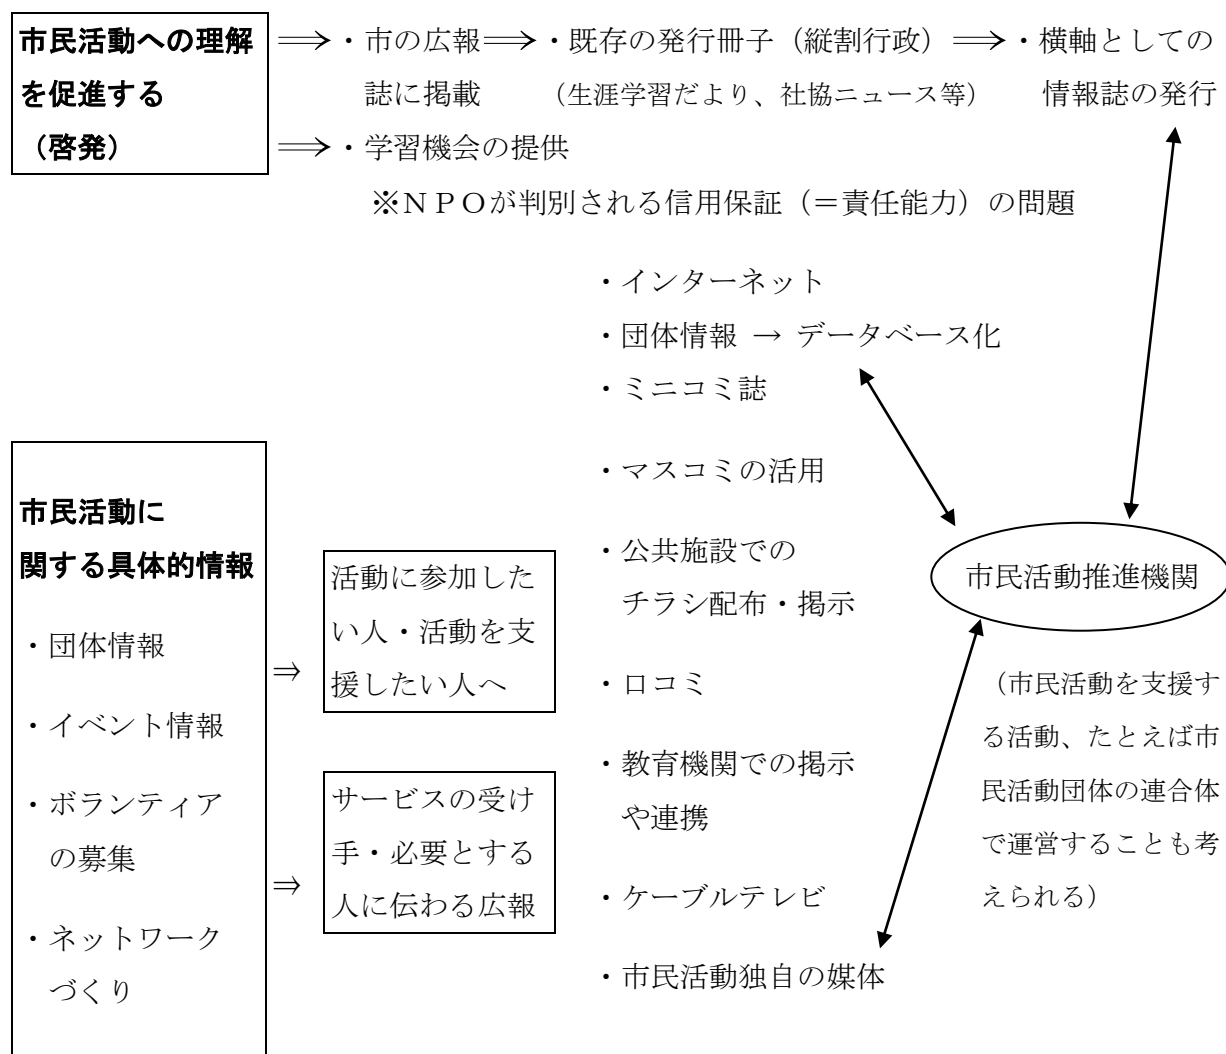 市民活動への理解
を促進する
（啓発）
⇒・市の広報⇒・既存の発行冊子（縦割行政）⇒・横軸としての
誌に掲載 （生涯学習だより、社協ニュース等） 情報誌の発行
⇒・学習機会の提供
※ＮＰＯが判別される信用保証（＝責任能力）の問題
・インターネット
・団体情報 → データベース化
・ミニコミ誌
・マスコミの活用
・公共施設での
チラシ配布・掲示
・口コミ
・教育機関での掲示
や連携
・ケーブルテレビ
・市民活動独自の媒体
市民活動に
関する具体的情報
・団体情報
・イベント情報
・ボランティア
の募集
・ネットワーク
づくり
⇒
活動に参加した
い人・活動を支
援したい人へ
⇒
サービスの受け
手・必要とする
人に伝わる広報
市民活動推進機関
（市民活動を支援す
る活動、たとえば市
民活動団体の連合体
で運営することも考
えられる）